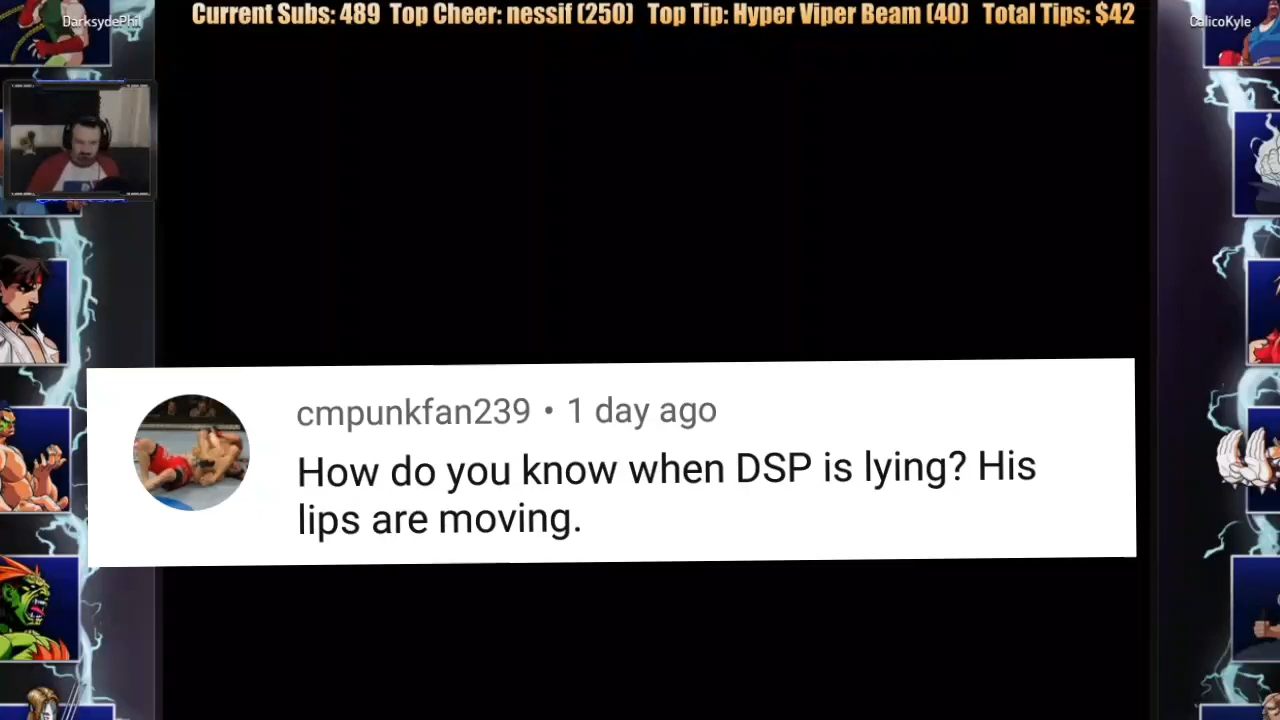 DarksydePhil
Current Subs: 489 Top Cheer: nessif (250) Top Tip: Hyper Viper Beam (40) Total Tips: $42
CalicoKyle
cmpunkfan239 • 1 day ago
How do you know when DSP is lying? His
lips are moving.